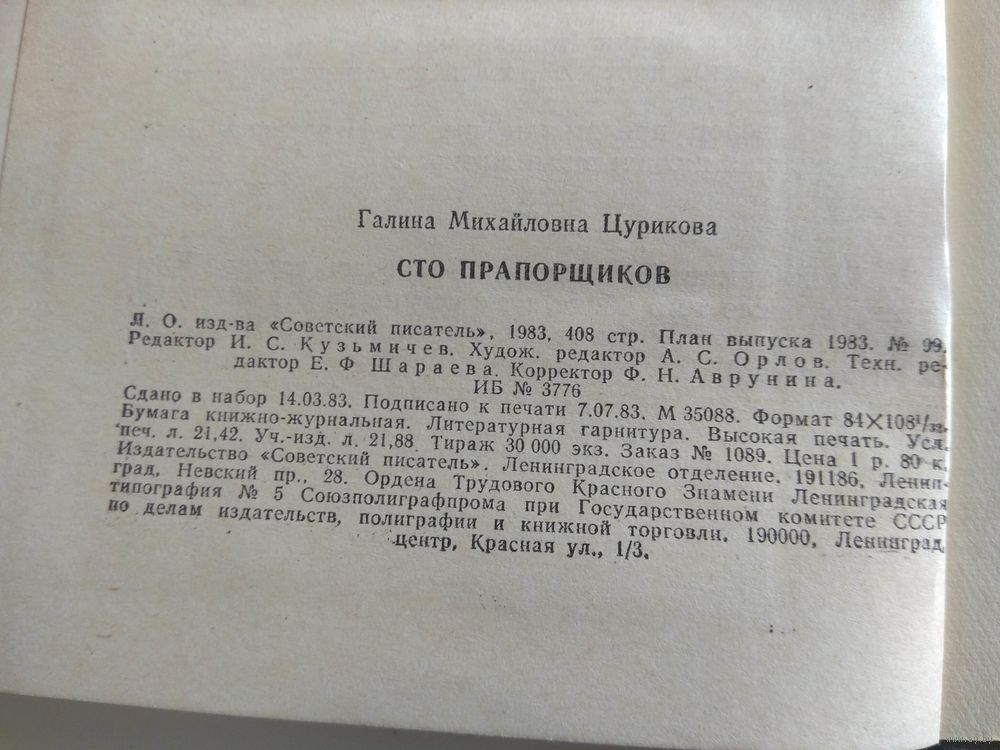 Галина Михайловна Цурикова
СТО ПРАПОРЩИКОВ
Л. О. изд-ва «Советский писатель», 1983, 408 стр. План выпуска 1983. № 99.
Редактор И. С. Кузьмичев. Худож. редактор А. С. Орлов. Техн. ре-
дактор Е. Ф Шараева. Корректор Ф. Н. Аврунина.
ИБ № 3776
Сдано в набор 14.03.83. Подписано к печати 7.07.83. М 35088. Формат 84×108¹/₃₂.
Бумага книжно-журнальная. Литературная гарнитура. Высокая печать. Усл.
печ. л. 21,42. Уч.-изд. л. 21,88 Тираж 30 000 экз. Заказ № 1089. Цена 1 р. 80 к.
Издательство «Советский писатель». Ленинградское отделение. 191186, Ленин-
град, Невский пр., 28. Ордена Трудового Красного Знамени Ленинградская
типография № 5 Союзполиграфпрома при Государственном комитете СССР
по делам издательств, полиграфии и книжной торговли. 190000, Ленинград,
центр, Красная ул., 1/3.